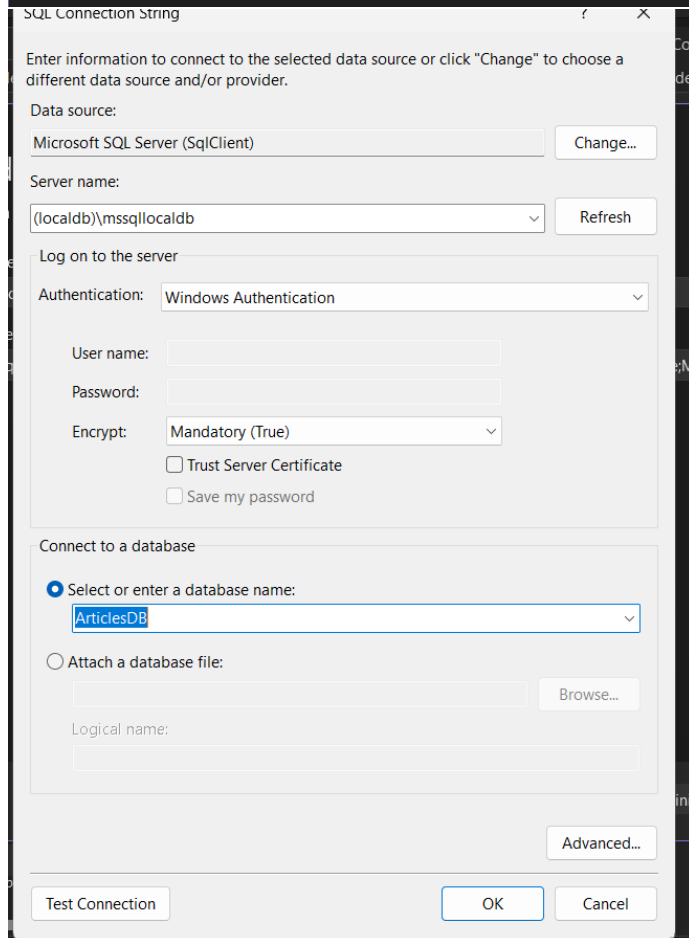 SQL Connection String ? X
Enter information to connect to the selected data source or click "Change" to choose a
different data source and/or provider.
Data source:
Microsoft SQL Server (SqlClient) Change...
Server name:
(localdb)\mssqllocaldb Refresh
Log on to the server
Authentication: Windows Authentication
User name:
Password:
Encrypt: Mandatory (True)
Trust Server Certificate
Save my password
Connect to a database
Select or enter a database name:
ArticlesDB
Attach a database file:
Browse...
Logical name:
Advanced...
Test Connection OK Cancel